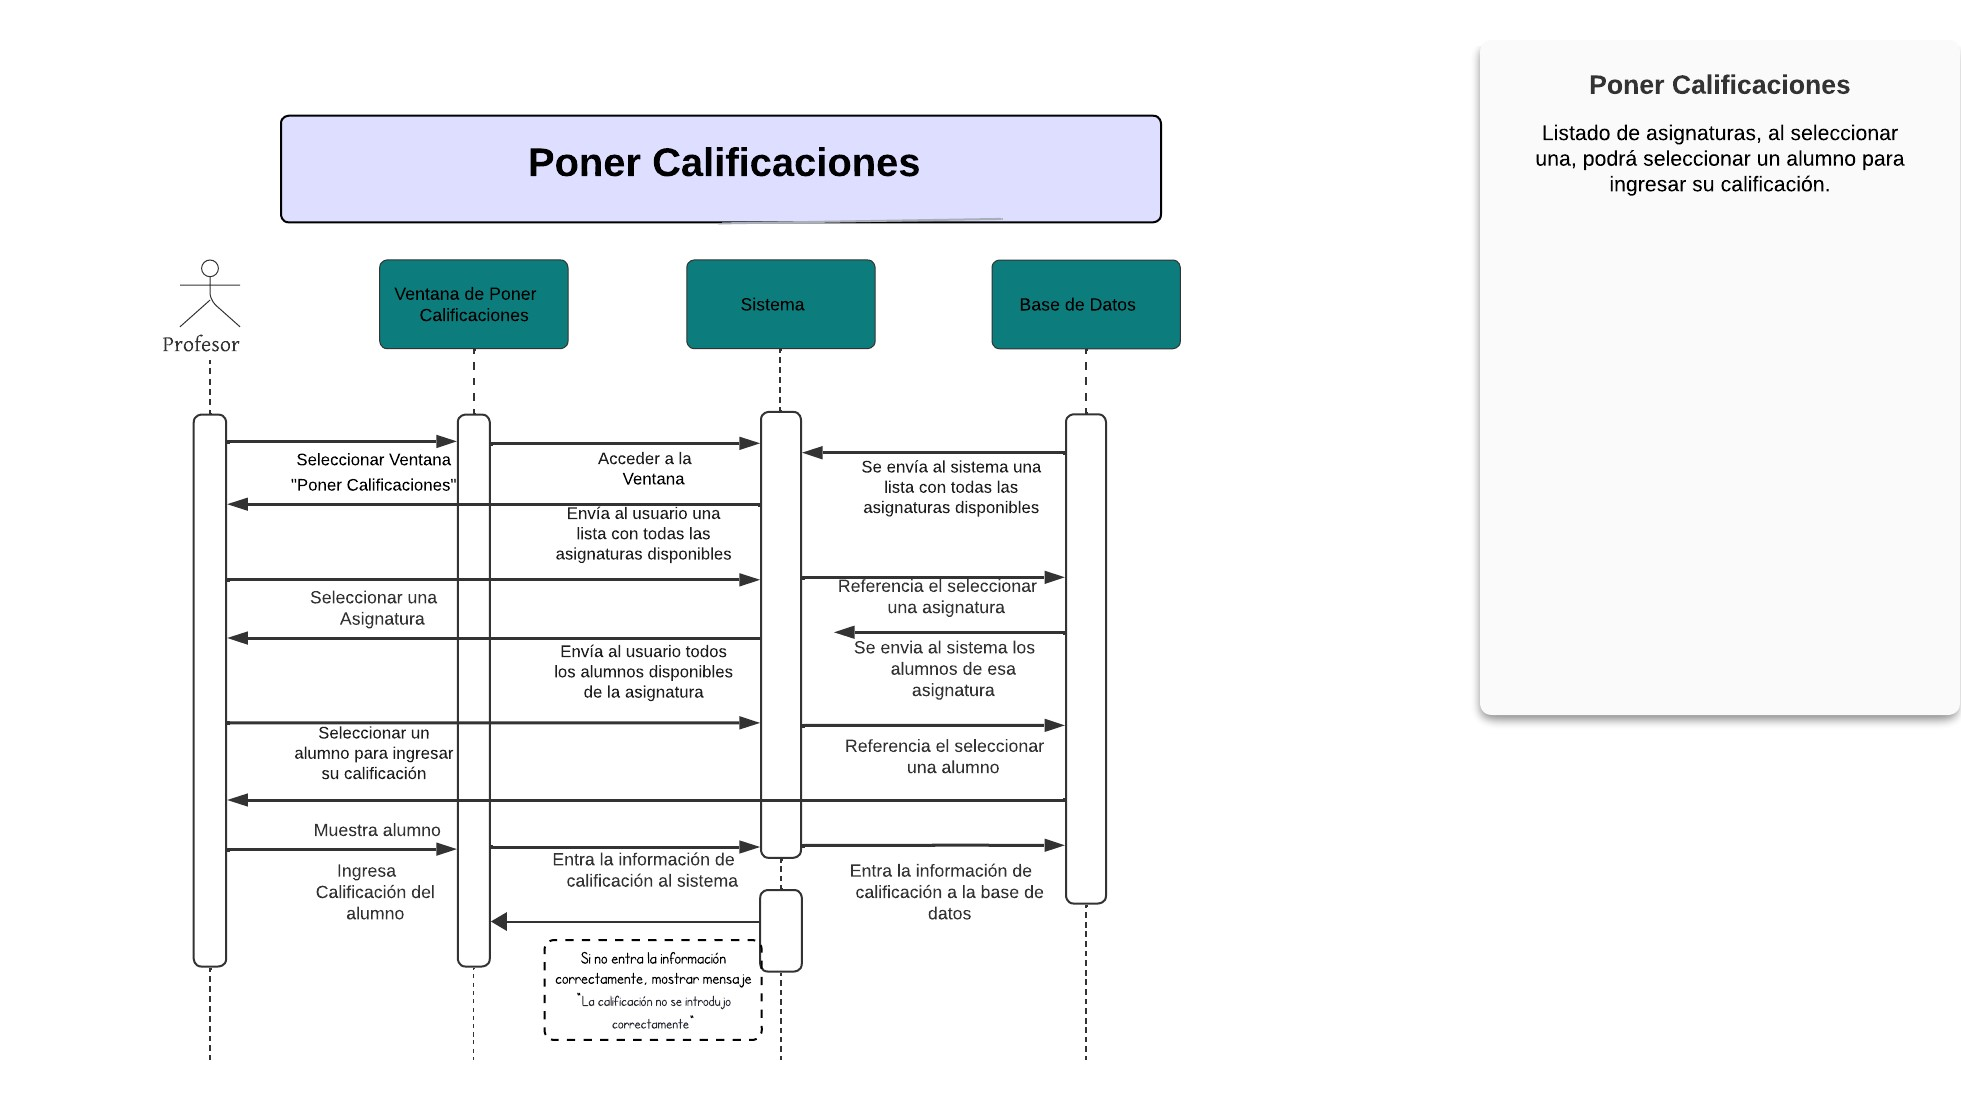 Poner Calificaciones
Poner Calificaciones
Listado de asignaturas, al seleccionar
una, podrá seleccionar un alumno para
ingresar su calificación.
Profesor
Ventana de Poner
Calificaciones
Sistema
Base de Datos
Seleccionar Ventana
"Poner Calificaciones"
Acceder a la
Ventana
Se envía al sistema una
lista con todas las
asignaturas disponibles
Envía al usuario una
lista con todas las
asignaturas disponibles
Seleccionar una
Asignatura
Referencia el seleccionar
una asignatura
Se envia al sistema los
alumnos de esa
asignatura
Envía al usuario todos
los alumnos disponibles
de la asignatura
Seleccionar un
alumno para ingresar
su calificación
Referencia el seleccionar
una alumno
Muestra alumno
Ingresa
Calificación del
alumno
Entra la información de
calificación al sistema
Entra la información de
calificación a la base de
datos
Si no entra la información
correctamente, mostrar mensaje
"La calificación no se introdujo
correctamente"